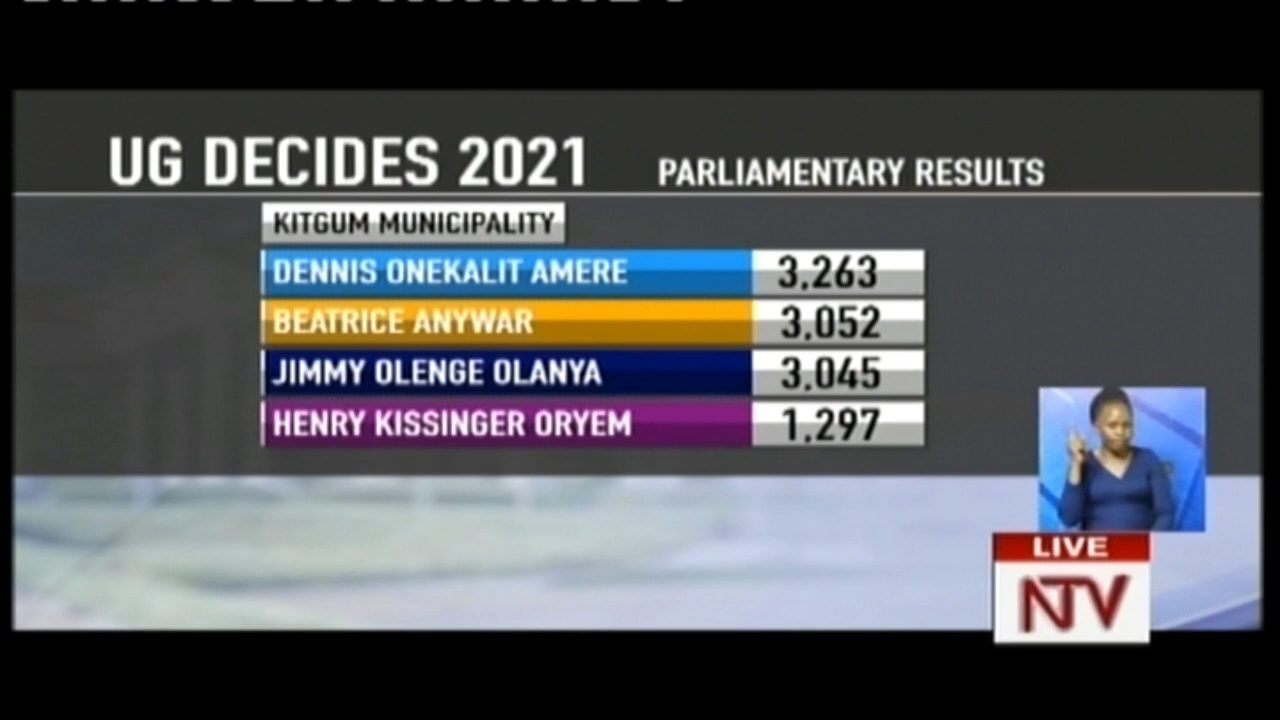 UG DECIDES 2021 PARLIAMENTARY RESULTS
KITGUM MUNICIPALITY
DENNIS ONEKALIT AMERE 3,263
BEATRICE ANYWAR 3,052
JIMMY OLENGE OLANYA 3,045
HENRY KISSINGER ORYEM 1,297
LIVE
NTV